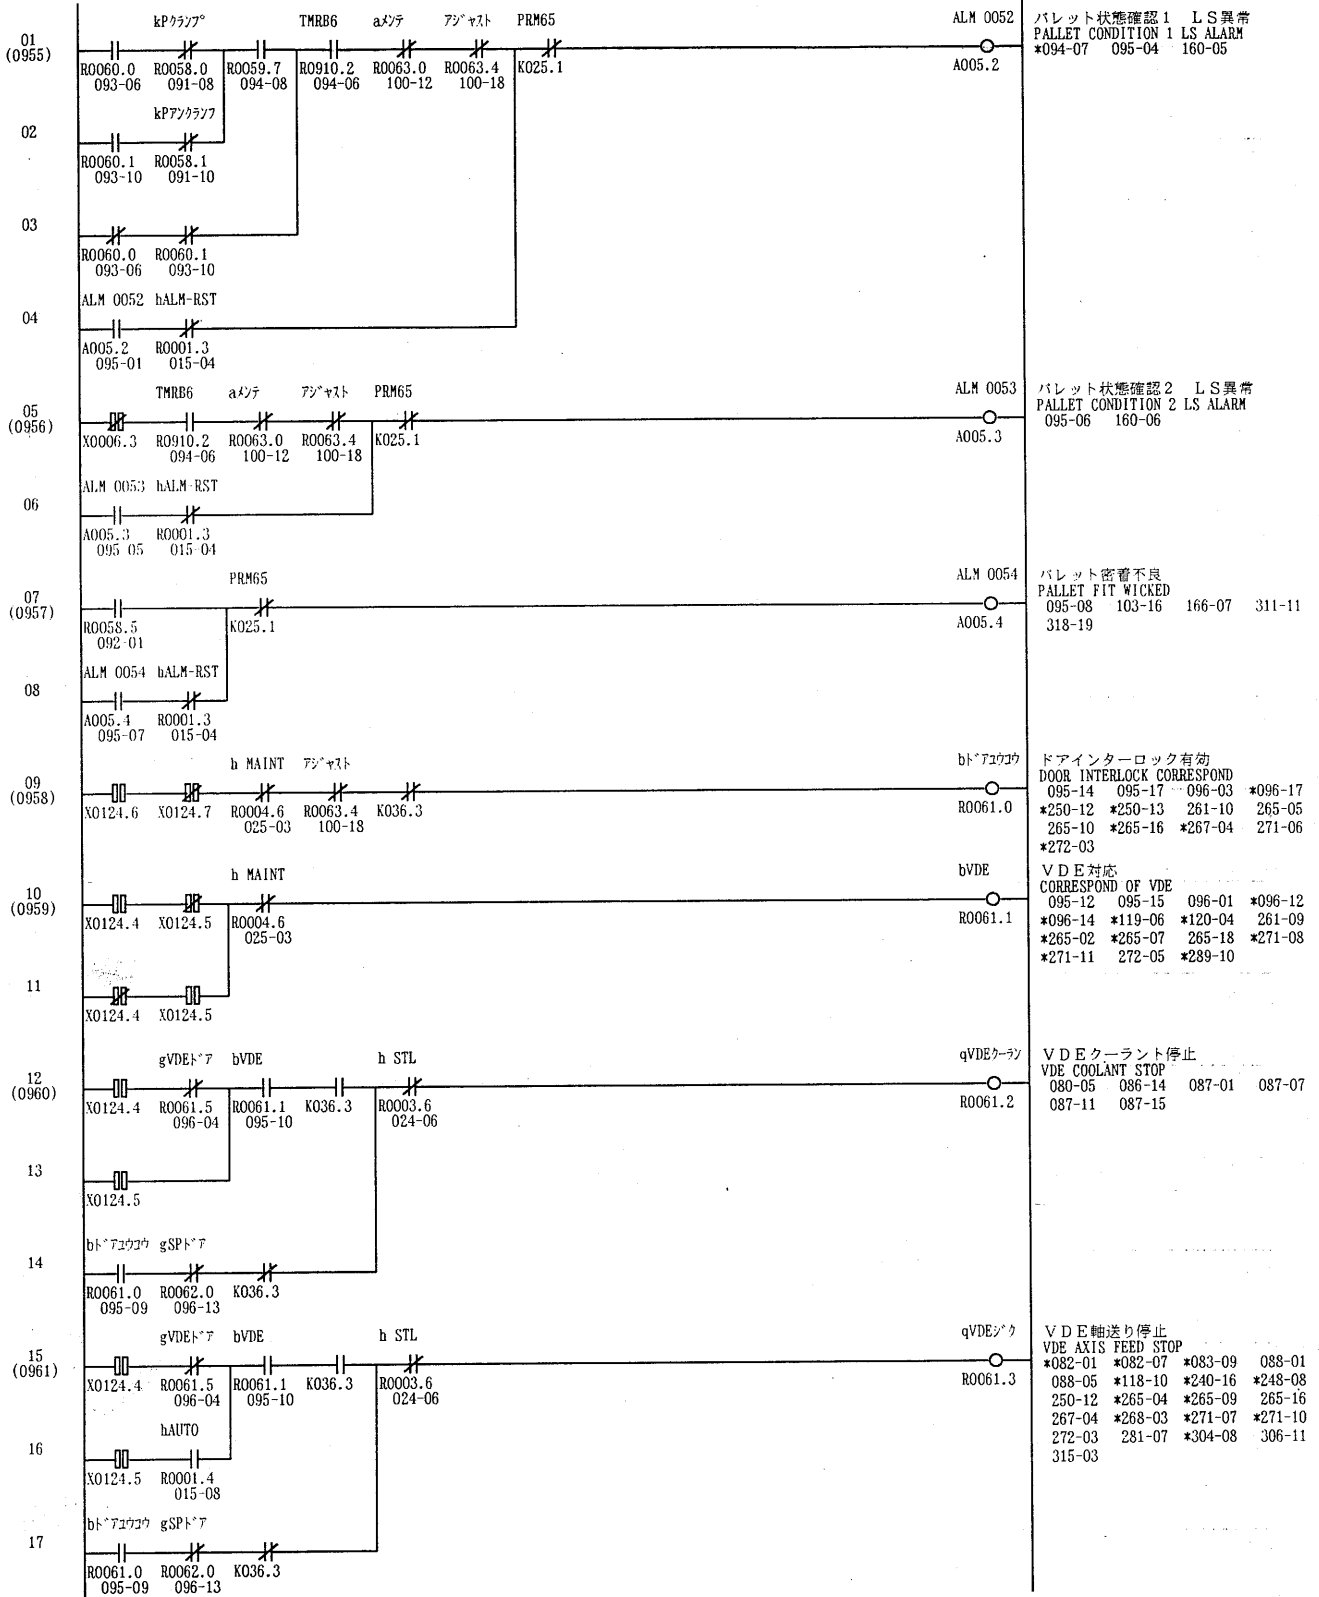 kPクランプ TMRB6 aメンテ アジャスト PRM65 ALM 0052 パレット状態確認1 LS異常
01 PALLET CONDITION 1 LS ALARM
(0955) *094-07 095-04 160-05
R0060.0 R0058.0 R0059.7 R0910.2 R0063.0 R0063.4 K025.1 A005.2
093-06 091-08 094-08 094-06 100-12 100-18
kPアンクランプ
02
R0060.1 R0058.1
093-10 091-10
03
R0060.0 R0060.1
093-06 093-10
ALM 0052 hALM-RST
04
A005.2 R0001.3
095-01 015-04
TMRB6 aメンテ アジャスト PRM65 ALM 0053 パレット状態確認2 LS異常
05 PALLET CONDITION 2 LS ALARM
(0956) 095-06 160-06
X0006.3 R0910.2 R0063.0 R0063.4 K025.1 A005.3
094-06 100-12 100-18
ALM 0053 hALM-RST
06
A005.3 R0001.3
095 05 015-04
PRM65 ALM 0054 パレット密着不良
07 PALLET FIT WICKED
(0957) 095-08 103-16 166-07 311-11
R0058.5 K025.1 A005.4 318-19
092-01
ALM 0054 hALM-RST
08
A005.4 R0001.3
095-07 015-04
h MAINT アジャスト bドアユウコウ ドアインターロック有効
09 DOOR INTERLOCK CORRESPOND
(0958) 095-14 095-17 096-03 *096-17
X0124.6 X0124.7 R0004.6 R0063.4 K036.3 R0061.0 *250-12 *250-13 261-10 265-05
025-03 100-18 265-10 *265-16 *267-04 271-06
*272-03
h MAINT bVDE VDE対応
10 CORRESPOND OF VDE
(0959) 095-12 095-15 096-01 *096-12
X0124.4 X0124.5 R0004.6 R0061.1 *096-14 *119-06 *120-04 261-09
025-03 *265-02 *265-07 265-18 *271-08
*271-11 272-05 *289-10
11
X0124.4 X0124.5
gVDEドア bVDE h STL qVDEクーラン VDEクーラント停止
12 VDE COOLANT STOP
(0960) 080-05 086-14 087-01 087-07
X0124.4 R0061.5 R0061.1 K036.3 R0003.6 R0061.2 087-11 087-15
096-04 095-10 024-06
13
X0124.5
bドアユウコウ gSPドア
14
R0061.0 R0062.0 K036.3
095-09 096-13
gVDEドア bVDE h STL qVDEジク VDE軸送り停止
15 VDE AXIS FEED STOP
(0961) *082-01 *082-07 *083-09 088-01
X0124.4 R0061.5 R0061.1 K036.3 R0003.6 R0061.3 088-05 *118-10 *240-16 *248-08
096-04 095-10 024-06 250-12 *265-04 *265-09 265-16
hAUTO 267-04 *268-03 *271-07 *271-10
16 272-03 281-07 *304-08 306-11
X0124.5 R0001.4 315-03
015-08
bドアユウコウ gSPドア
17
R0061.0 R0062.0 K036.3
095-09 096-13